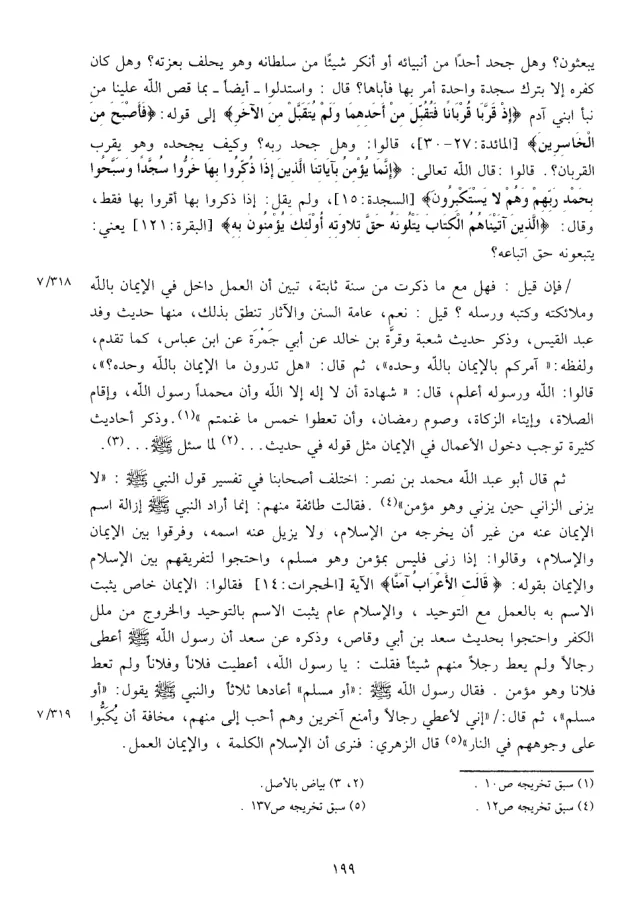 يبعثون؟ وهل جحد أحدًا من أنبيائه أو أنكر شيئًا من سلطانه وهو يحلف بعزته؟ وهل كان
كفره إلا بترك سجدة واحدة أمر بها فأباها؟ قال : واستدلوا ـ أيضاً ـ بما قص الله علينا من
نبأ ابني آدم ﴿إِذْ قَرَّبَا قُرْبَانًا فَتُقُبِّلَ مِنْ أَحَدِهِمَا وَلَمْ يُتَقَبَّلْ مِنَ الآخَرِ﴾ إلى قوله: ﴿فَأَصْبَحَ مِنَ
الْخَاسِرِينَ﴾ [المائدة:٢٧-٣٠]، قالوا: وهل جحد ربه؟ وكيف يجحده وهو يقرب
القربان؟. قالوا :قال الله تعالى: ﴿إِنَّمَا يُؤْمِنُ بِآيَاتِنَا الَّذِينَ إِذَا ذُكِّرُوا بِهَا خَرُّوا سُجَّدًا وَسَبَّحُوا
بِحَمْدِ رَبِّهِمْ وَهُمْ لا يَسْتَكْبِرُونَ﴾ [السجدة:١٥]، ولم يقل: إذا ذكروا بها أقروا بها فقط،
وقال: ﴿الَّذِينَ آتَيْنَاهُمُ الْكِتَابَ يَتْلُونَهُ حَقَّ تِلاوَتِهِ أُولَئِكَ يُؤْمِنُونَ بِهِ﴾ [البقرة:١٢١] يعني:
يتبعونه حق اتباعه؟
٧/٣١٨ /فإن قيل : فهل مع ما ذكرت من سنة ثابتة، تبين أن العمل داخل في الإيمان بالله
وملائكته وكتبه ورسله ؟ قيل : نعم، عامة السنن والآثار تنطق بذلك، منها حديث وفد
عبد القيس، وذكر حديث شعبة وقرَّة بن خالد عن أبي جَمْرَة عن ابن عباس، كما تقدم،
ولفظه:« آمركم بالإيمان بالله وحده»، ثم قال: «هل تدرون ما الإيمان بالله وحده؟»،
قالوا: الله ورسوله أعلم، قال: « شهادة أن لا إله إلا الله وأن محمداً رسول الله، وإقام
الصلاة، وإيتاء الزكاة، وصوم رمضان، وأن تعطوا خمس ما غنمتم »(١).وذكر أحاديث
كثيرة توجب دخول الأعمال في الإيمان مثل قوله في حديث...(٢) لما سئل ﷺ...(٣).
ثم قال أبو عبد الله محمد بن نصر: اختلف أصحابنا في تفسير قول النبي ﷺ : «لا
يزنى الزاني حين يزني وهو مؤمن»(٤) .فقالت طائفة منهم: إنما أراد النبي ﷺ إزالة اسم
الإيمان عنه من غير أن يخرجه من الإسلام، ولا يزيل عنه اسمه، وفرقوا بين الإيمان
والإسلام، وقالوا: إذا زنى فليس بمؤمن وهو مسلم، واحتجوا لتفريقهم بين الإسلام
والإيمان بقوله: ﴿ قَالَتِ الأَعْرَابُ آمَنَّا﴾ الآية [الحجرات:١٤] فقالوا: الإيمان خاص يثبت
الاسم به بالعمل مع التوحيد ، والإسلام عام يثبت الاسم بالتوحيد والخروج من ملل
الكفر واحتجوا بحديث سعد بن أبي وقاص، وذكره عن سعد أن رسول الله ﷺ أعطى
رجالاً ولم يعط رجلاً منهم شيئاً فقلت : يا رسول الله، أعطيت فلاناً وفلاناً ولم تعط
فلانا وهو مؤمن . فقال رسول الله ﷺ :«أو مسلم» أعادها ثلاثاً والنبي ﷺ يقول: «أو
مسلم»، ثم قال:/«إني لأعطي رجالاً وأمنع آخرين وهم أحب إلى منهم، مخافة أن يُكَبُّوا ٧/٣١٩
على وجوههم في النار»(٥) قال الزهري: فنرى أن الإسلام الكلمة ، والإيمان العمل.
(١) سبق تخريجه ص١٠ . (٢، ٣) بياض بالأصل.
(٤) سبق تخريجه ص١٢ . (٥) سبق تخريجه ص١٣٧ .
١٩٩